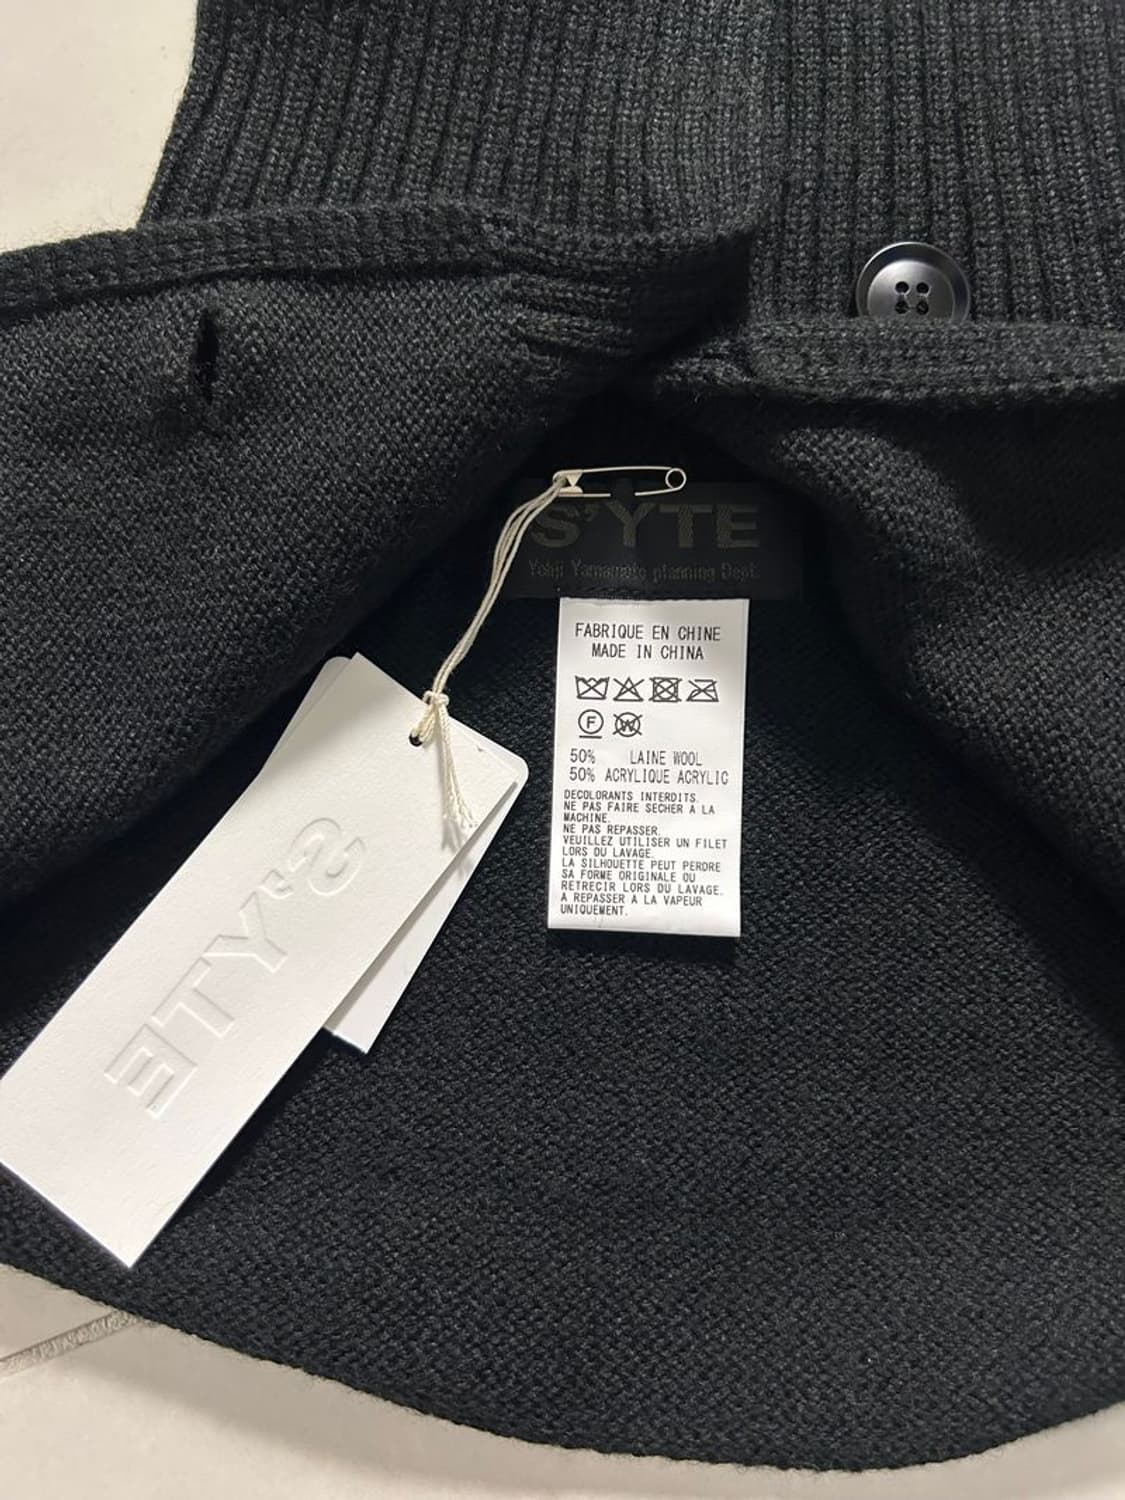 S'YTE
Yohji Yamamoto planning Dept.
FABRIQUE EN CHINE
MADE IN CHINA
F W
50% LAINE WOOL
50% ACRYLIQUE ACRYLIC
DECOLORANTS INTERDITS.
NE PAS FAIRE SECHER A LA
MACHINE.
NE PAS REPASSER.
VEUILLEZ UTILISER UN FILET
LORS DU LAVAGE.
LA SILHOUETTE PEUT PERDRE
SA FORME ORIGINALE OU
RETRECIR LORS DU LAVAGE.
A REPASSER A LA VAPEUR
UNIQUEMENT.
S'YTE